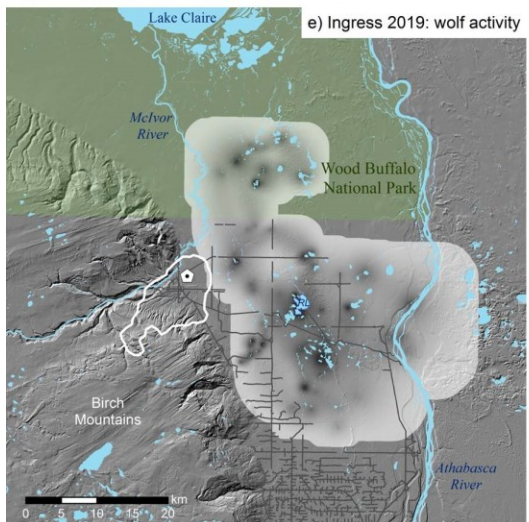 Lake Claire
e) Ingress 2019: wolf activity
McIvor
River
Wood Buffalo
National Park
RL
Birch
Mountains
Athabasca
River
km
0 5 10 20